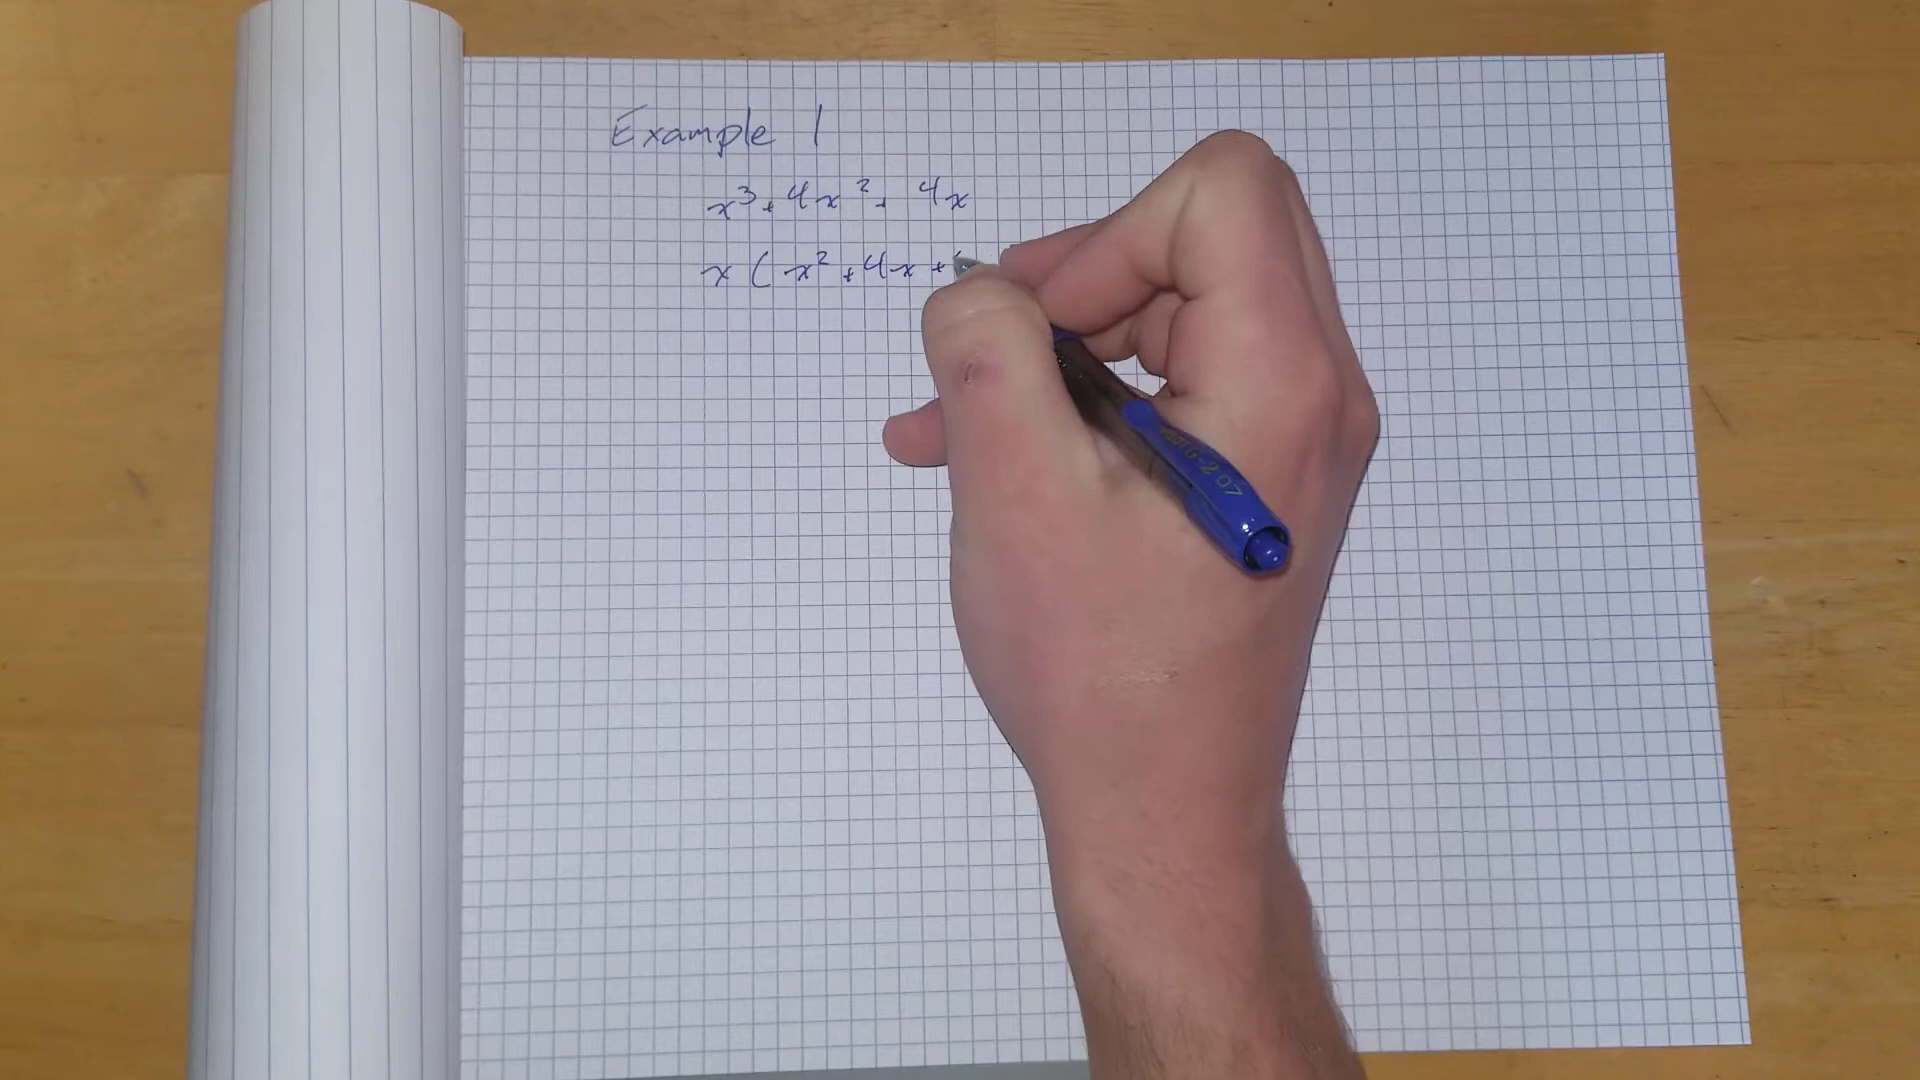 Example 1
x³ + 4x² + 4x
x ( x² + 4x +